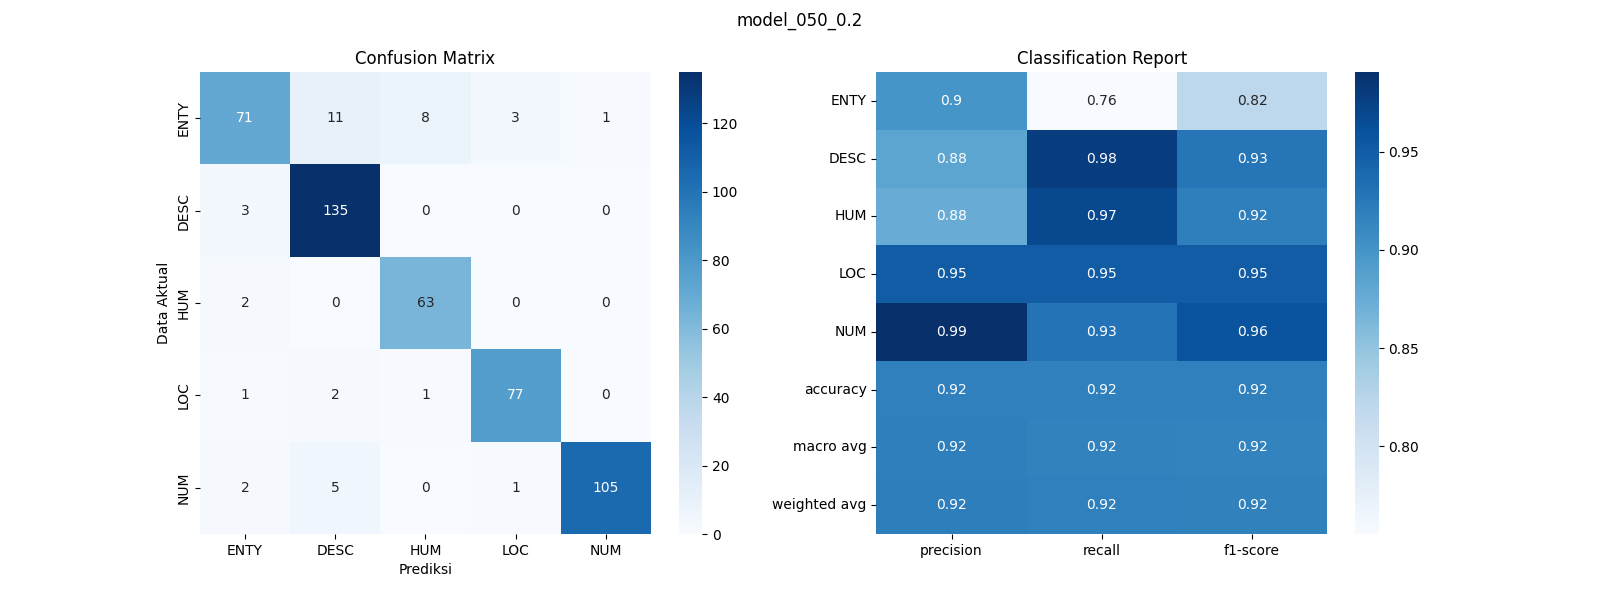 model_050_0.2
Confusion Matrix
ENTY 71 11 8 3 1
DESC 3 135 0 0 0
HUM 2 0 63 0 0
LOC 1 2 1 77 0
NUM 2 5 0 1 105
Data Aktual
ENTY DESC HUM LOC NUM
Prediksi
120
100
80
60
40
20
0
Classification Report
ENTY 0.9 0.76 0.82
DESC 0.88 0.98 0.93
HUM 0.88 0.97 0.92
LOC 0.95 0.95 0.95
NUM 0.99 0.93 0.96
accuracy 0.92 0.92 0.92
macro avg 0.92 0.92 0.92
weighted avg 0.92 0.92 0.92
precision recall f1-score
0.95
0.90
0.85
0.80